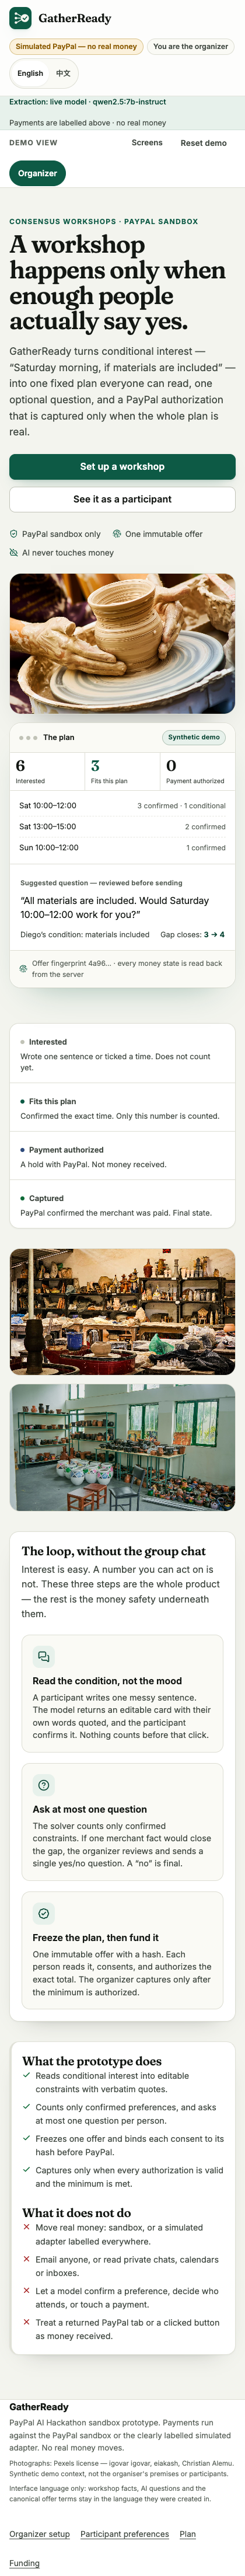 GatherReady
Simulated PayPal — no real money
You are the organizer
English
中文
Extraction: live model · qwen2.5:7b-instruct
Payments are labelled above · no real money
DEMO VIEW
Screens
Reset demo
Organizer
CONSENSUS WORKSHOPS · PAYPAL SANDBOX
A workshop
happens only when
enough people
actually say yes.
GatherReady turns conditional interest —
“Saturday morning, if materials are included” —
into one fixed plan everyone can read, one
optional question, and a PayPal authorization
that is captured only when the whole plan is
real.
Set up a workshop
See it as a participant
PayPal sandbox only
One immutable offer
AI never touches money
The plan
Synthetic demo
6
3
0
Interested
Fits this plan
Payment authorized
Sat 10:00–12:00
3 confirmed · 1 conditional
Sat 13:00–15:00
2 confirmed
Sun 10:00–12:00
1 confirmed
Suggested question — reviewed before sending
“All materials are included. Would Saturday
10:00–12:00 work for you?”
Diego’s condition: materials included
Gap closes: 3 → 4
Offer fingerprint 4a96… · every money state is read back
from the server
Interested
Wrote one sentence or ticked a time. Does not count
yet.
Fits this plan
Confirmed the exact time. Only this number is counted.
Payment authorized
A hold with PayPal. Not money received.
Captured
PayPal confirmed the merchant was paid. Final state.
The loop, without the group chat
Interest is easy. A number you can act on is
not. These three steps are the whole product
— the rest is the money safety underneath
them.
Read the condition, not the mood
A participant writes one messy sentence.
The model returns an editable card with their
own words quoted, and the participant
confirms it. Nothing counts before that click.
Ask at most one question
The solver counts only confirmed
constraints. If one merchant fact would close
the gap, the organizer reviews and sends a
single yes/no question. A “no” is final.
Freeze the plan, then fund it
One immutable offer with a hash. Each
person reads it, consents, and authorizes the
exact total. The organizer captures only after
the minimum is authorized.
What the prototype does
Reads conditional interest into editable
constraints with verbatim quotes.
Counts only confirmed preferences, and asks
at most one question per person.
Freezes one offer and binds each consent to its
hash before PayPal.
Captures only when every authorization is valid
and the minimum is met.
What it does not do
Move real money: sandbox, or a simulated
adapter labelled everywhere.
Email anyone, or read private chats, calendars
or inboxes.
Let a model confirm a preference, decide who
attends, or touch a payment.
Treat a returned PayPal tab or a clicked button
as money received.
GatherReady
PayPal AI Hackathon sandbox prototype. Payments run
against the PayPal sandbox or the clearly labelled simulated
adapter. No real money moves.
Photographs: Pexels license — igovar igovar, eiakash, Christian Alemu.
Synthetic demo context, not the organiser's premises or participants.
Interface language only: workshop facts, AI questions and the
canonical offer terms stay in the language they were created in.
Organizer setup
Participant preferences
Plan
Funding